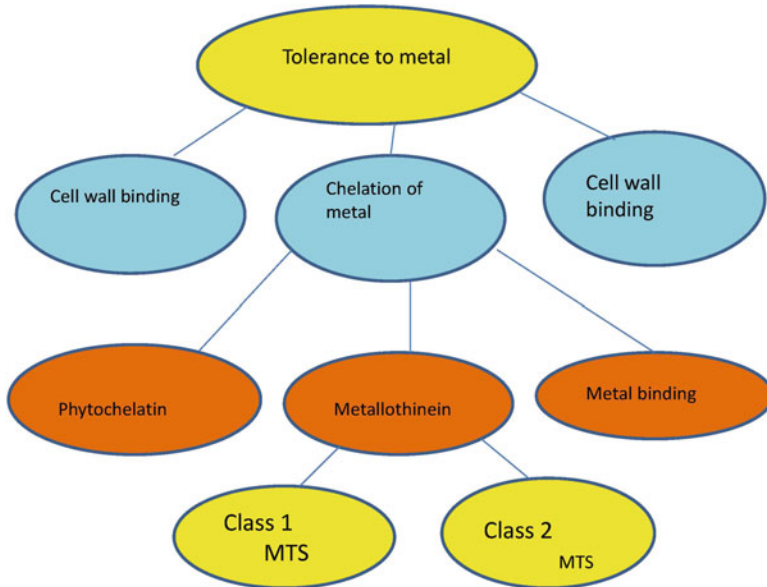 Tolerance to metal
Cell wall binding
Chelation of
metal
Cell wall
binding
Phytochelatin
Metallothinein
Metal binding
Class 1
MTS
Class 2
MTS